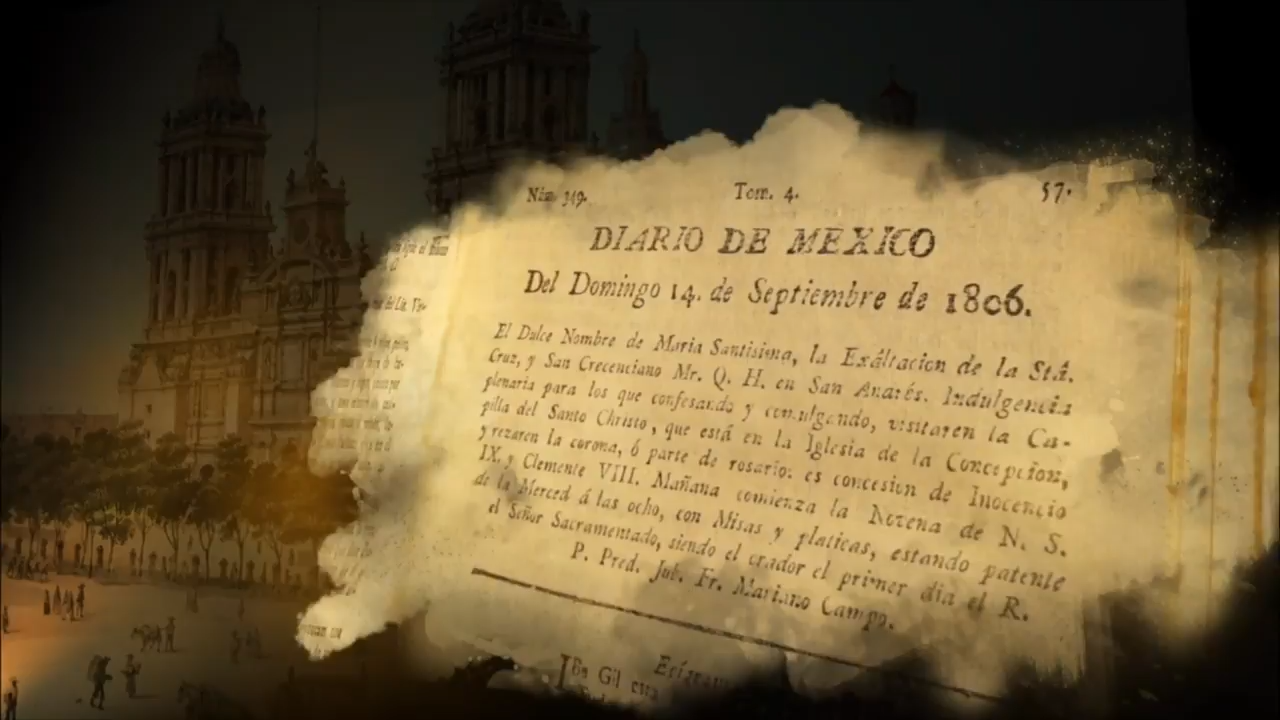 Núm. 349. Tom. 4. 57.
DIARIO DE MEXICO
Del Domingo 14. de Septiembre de 1806.
El Dulce Nombre de Maria Santisima, la Exâltacion de la Stâ.
Cruz, y San Crecenciano Mr. Q. H. en San Andrés. Indulgencia
plenaria para los que confesando y comulgando, visitaren la Ca-
pilla del Santo Christo, que está en la Iglesia de la Concepcion,
y rezaren la corona, ó parte de rosario: es concesion de Inocencio
IX. y Clemente VIII. Mañana comienza la Novena de N. S.
de la Merced á las ocho, con Misas y platicas, estando patente
el Señor Sacramentado, siendo el orador el primer dia el R.
P. Pred. Jub. Fr. Mariano Campo.
Gil